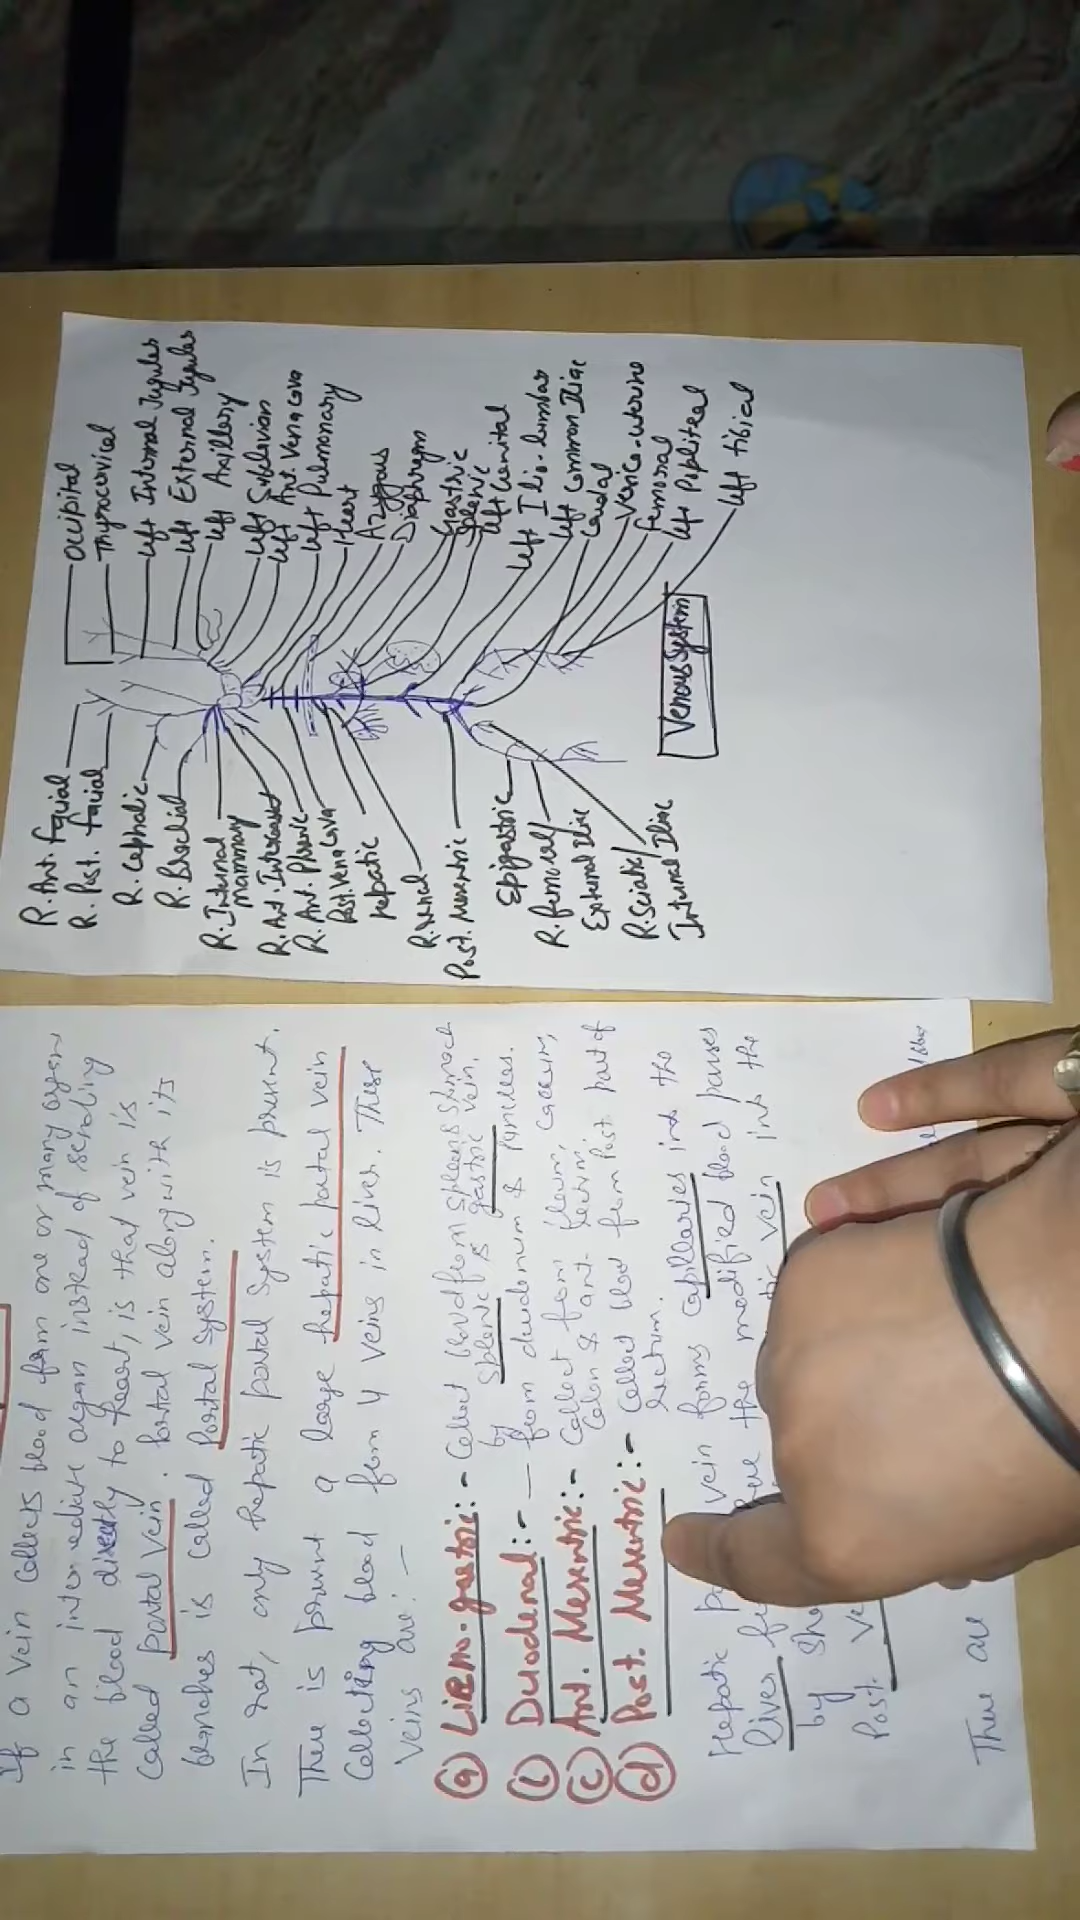 If a vein collects blood from one or many organ
in an intermediate organ instead of sending
the blood directly to heart, is that vein is
called portal vein. Portal vein along with its
branches is called Portal System.
In rat, only hepatic portal System is present.
There is present a large hepatic portal vein
Collecting blood from 4 veins in liver. These
veins are:-
(a) Lieno-gastric:- Collect blood from spleen & stomach
by splenic & gastric vein.
Duodenal:- from duodenum & pancreas.
(c) Ant. Mesentric:- Collect from ileum, caecum,
Colon & ant rectum.
(d) Post. Mesentric:- Collect blood from Post part of
rectum.
Hepatic vein forms capillaries into the
liver the modified blood passes
by vein into the
Post.
There are
R. Ant. Facial
R. Post. Facial
R. Cephalic
R. Brachial
R. Internal
mammary
R. Ant. Intercostal
R. Ant. Phrenic
Post. Vena Cava
Hepatic
R. Renal
Post. Mesentric
Epigastric
R. femoral/
External Iliac
R. Sciatic/
Internal Iliac
Occipital
Thyrocervical
Left Internal Jugular
Left External Jugular
Left Axillary
Left Subclavian
Left Ant. Vena Cava
Left Pulmonary
Heart
Azygous
Diaphragm
Gastric
Splenic
Left Genital
Left Ilio-lumbar
Left Common Iliac
Caudal
Vesico-uterine
Femoral
Left Popliteal
Left tibial
Venous System